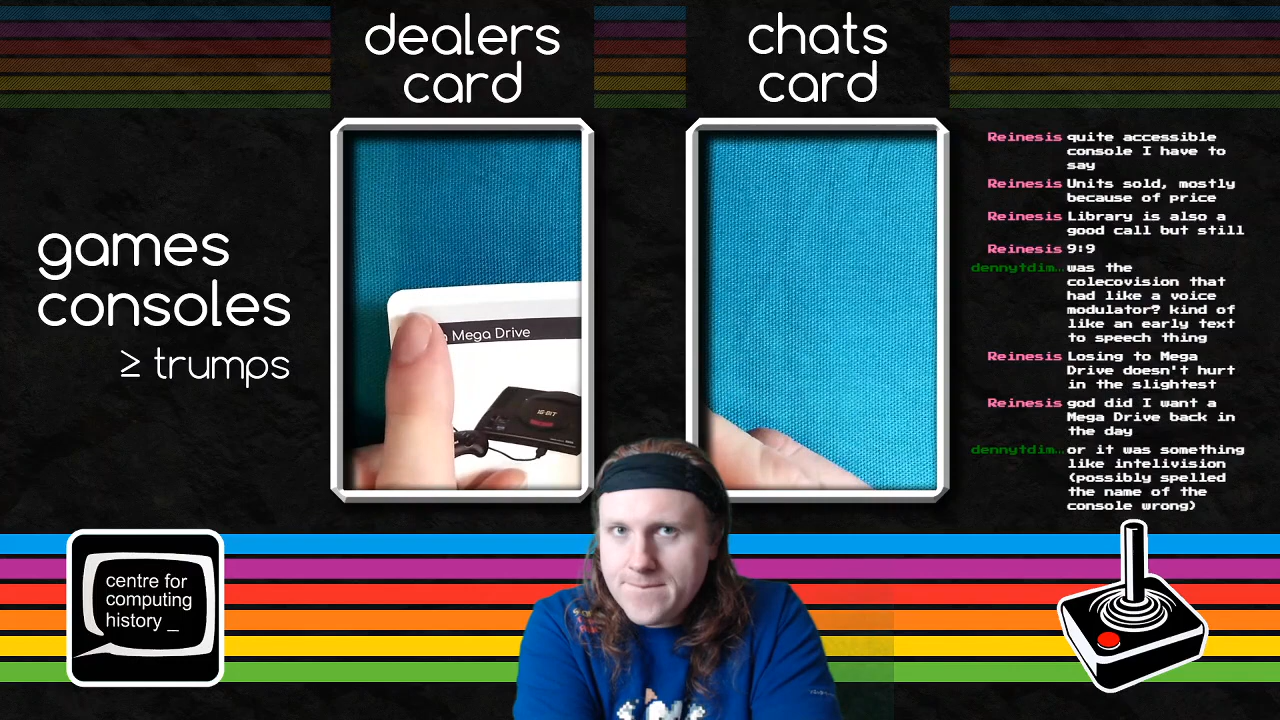 dealers
card
chats
card
games
consoles
≥ trumps
Mega Drive
16-BIT
Reinesis quite accessible
console I have to
say
Reinesis Units sold, mostly
because of price
Reinesis Library is also a
good call but still
Reinesis 9:9
dennytdim… was the
colecovision that
had like a voice
modulator? kind of
like an early text
to speech thing
Reinesis Losing to Mega
Drive doesn't hurt
in the slightest
Reinesis god did I want a
Mega Drive back in
the day
dennytdim… or it was something
like intelivision
(possibly spelled
the name of the
console wrong)
centre for
computing
history _